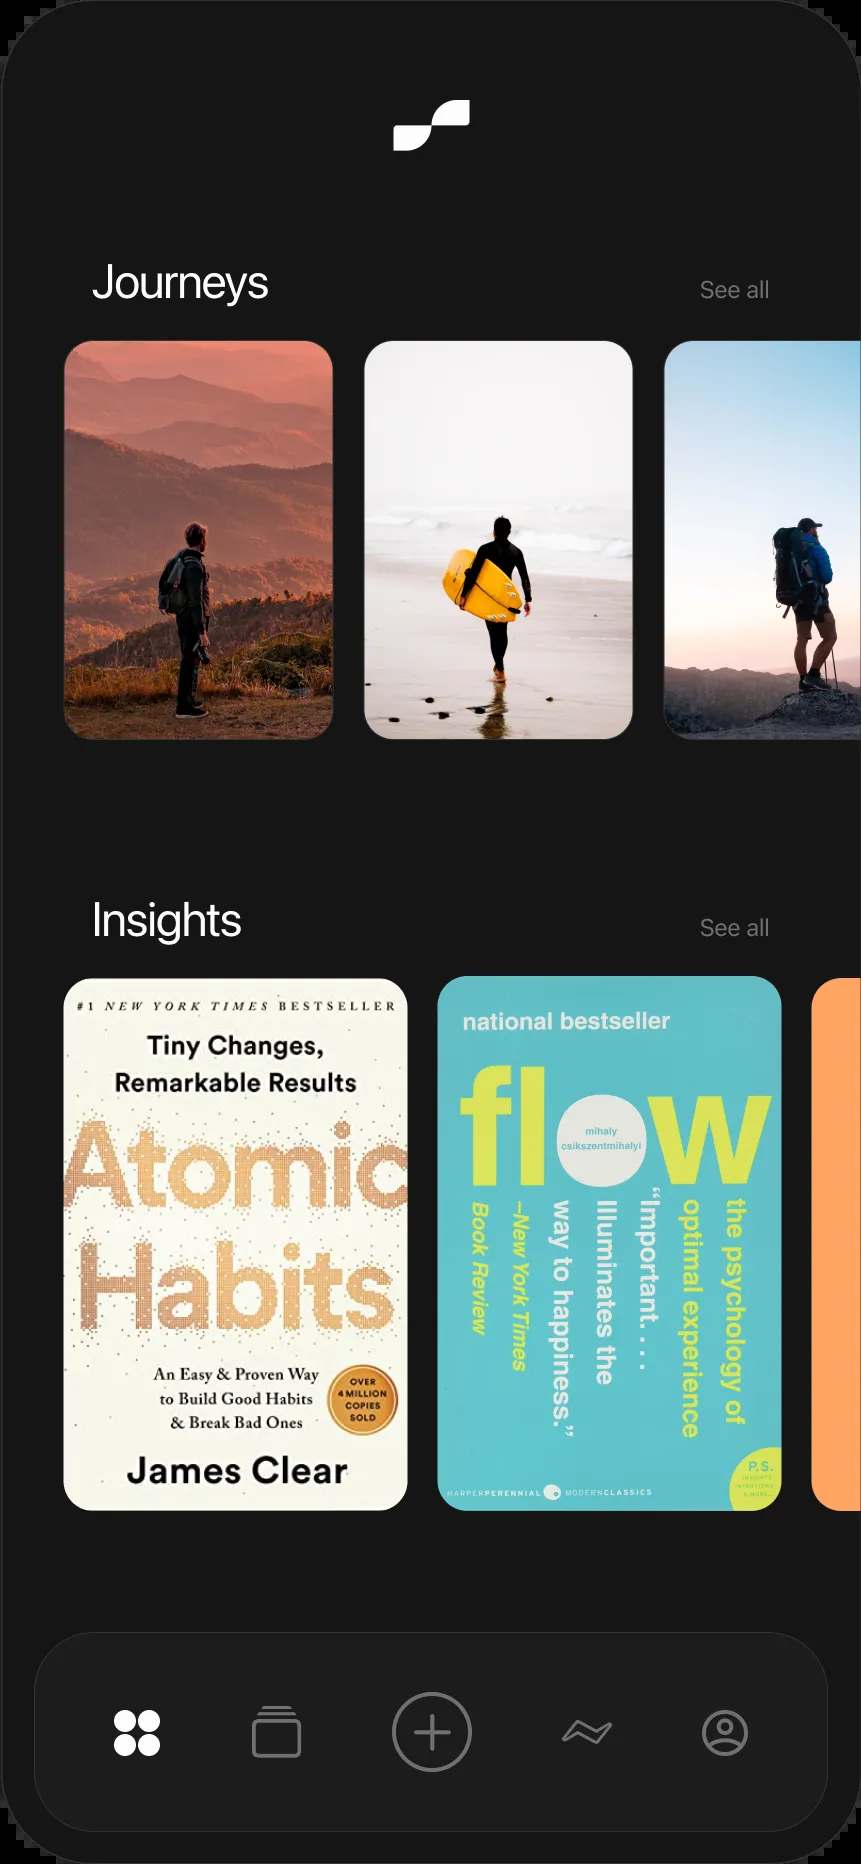 Journeys
See all
Insights
See all
#1 NEW YORK TIMES BESTSELLER
Tiny Changes,
Remarkable Results
Atomic
Habits
An Easy & Proven Way
to Build Good Habits
& Break Bad Ones
OVER
4 MILLION
COPIES
SOLD
James Clear
national bestseller
flow
mihaly
csikszentmihalyi
the psychology of
optimal experience
“Important. . . .
Illuminates the
way to happiness.”
—New York Times
Book Review
P.S.
INSIGHTS,
INTERVIEWS
& MORE...
HARPERPERENNIAL MODERNCLASSICS